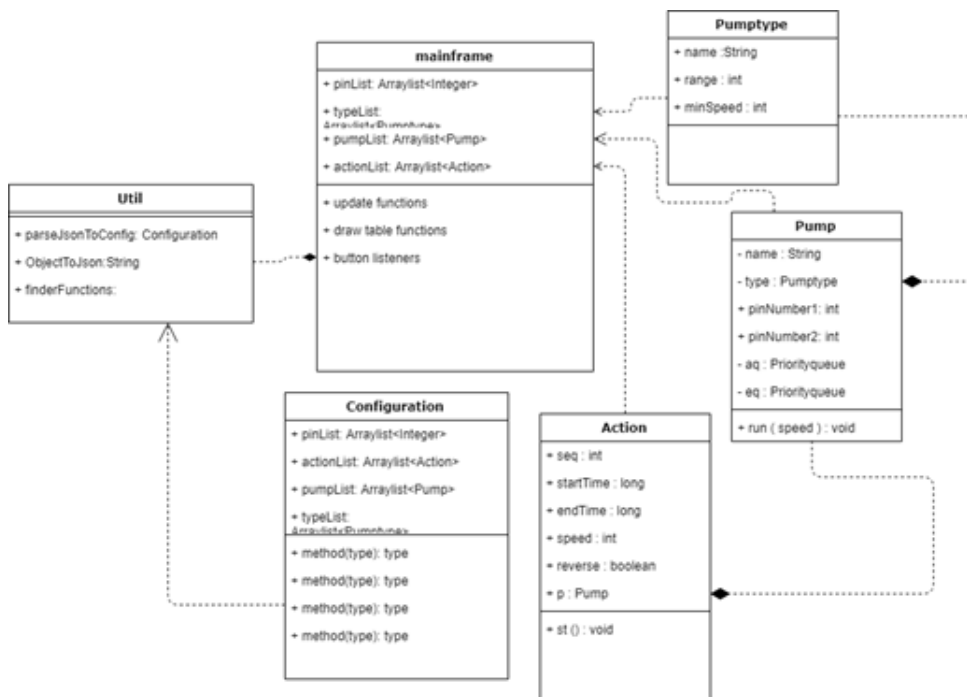 Pumptype
+ name :String
+ range : int
+ minSpeed : int
mainframe
+ pinList: Arraylist<Integer>
+ typeList:
Arraylist<Pumptype>
+ pumpList: Arraylist<Pump>
+ actionList: Arraylist<Action>
+ update functions
+ draw table functions
+ button listeners
Util
+ parseJsonToConfig: Configuration
+ ObjectToJson:String
+ finderFunctions:
Pump
- name : String
- type : Pumptype
+ pinNumber1: int
+ pinNumber2: int
- aq : Priorityqueue
- eq : Priorityqueue
+ run ( speed ) : void
Configuration
+ pinList: Arraylist<Integer>
+ actionList: Arraylist<Action>
+ pumpList: Arraylist<Pump>
+ typeList:
Arraylist<Pumptype>
+ method(type): type
+ method(type): type
+ method(type): type
+ method(type): type
Action
+ seq : int
+ startTime : long
+ endTime : long
+ speed : int
+ reverse : boolean
+ p : Pump
+ st () : void